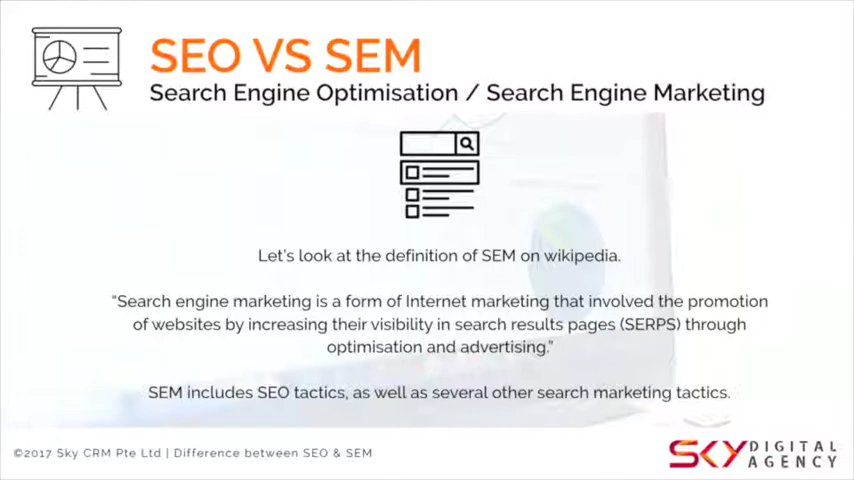 SEO VS SEM
Search Engine Optimisation / Search Engine Marketing
Let's look at the definition of SEM on wikipedia.
“Search engine marketing is a form of Internet marketing that involved the promotion
of websites by increasing their visibility in search results pages (SERPS) through
optimisation and advertising.”
SEM includes SEO tactics, as well as several other search marketing tactics.
©2017 Sky CRM Pte Ltd | Difference between SEO & SEM
SKY DIGITAL
AGENCY